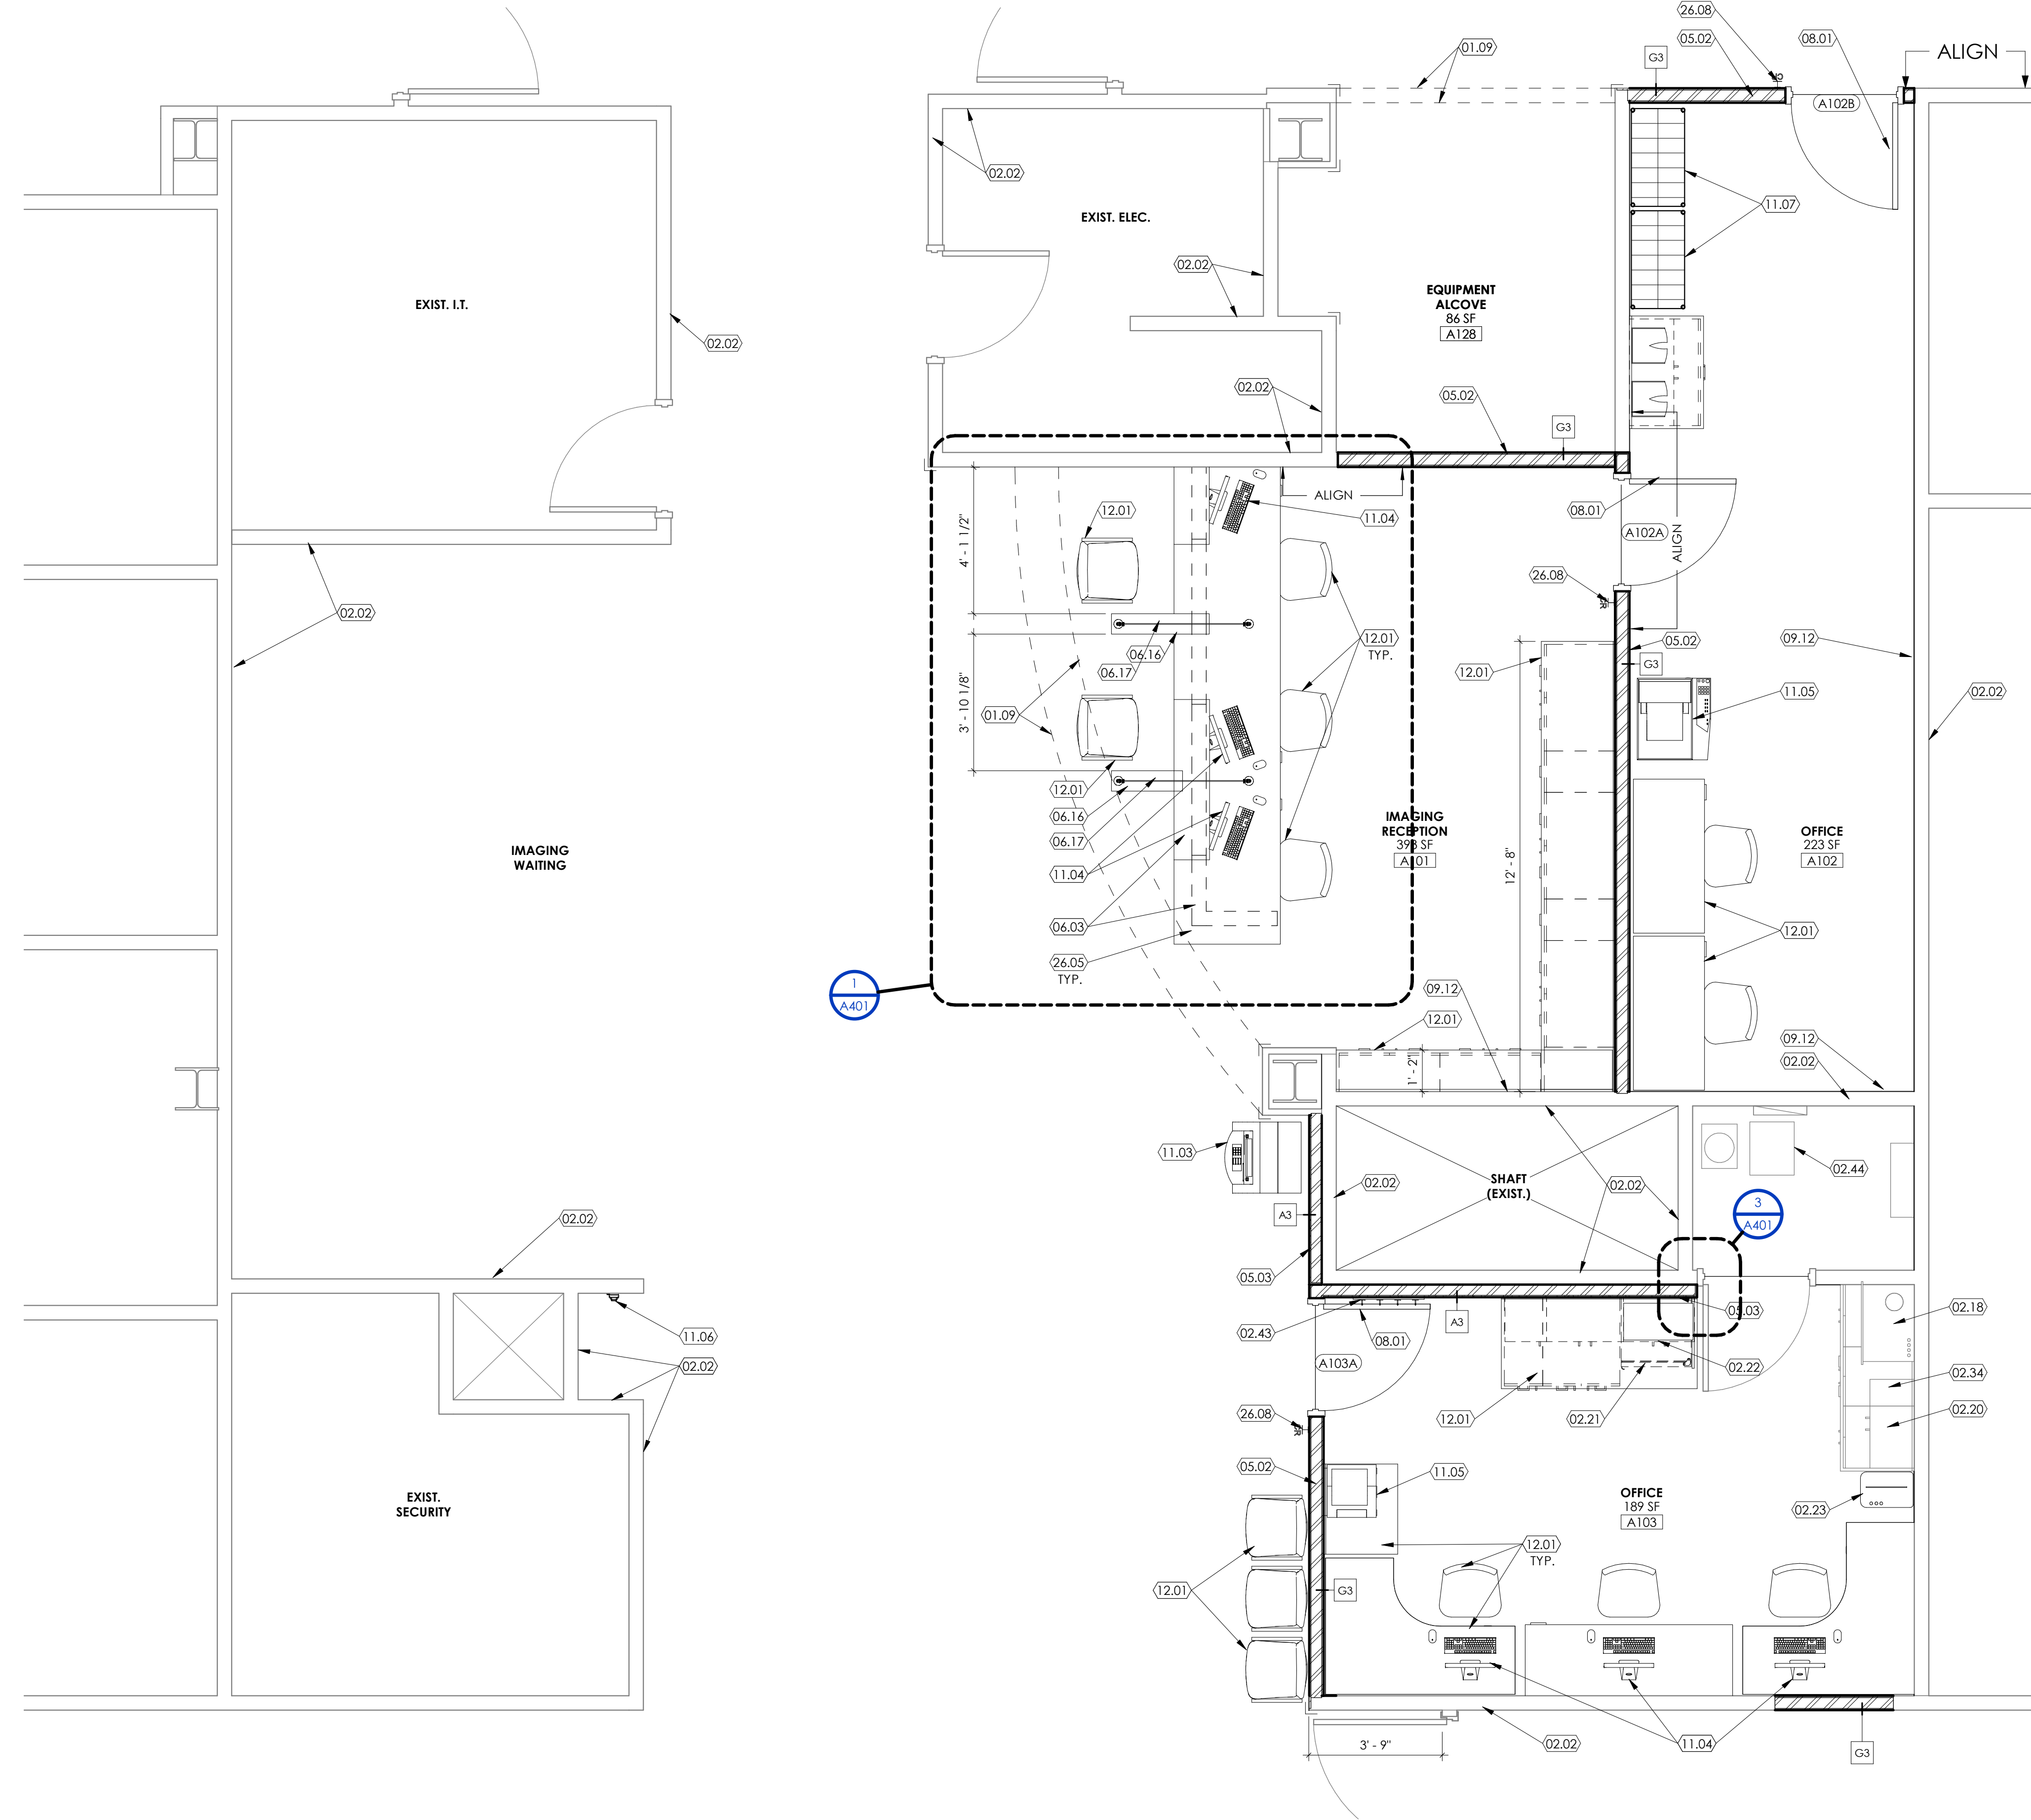 26.08
05.02
08.01
ALIGN
01.09
G3
A102B
02.02
11.07
EXIST. ELEC.
02.02
EXIST. I.T.
EQUIPMENT
ALCOVE
86 SF
A128
02.02
02.02
05.02
G3
ALIGN
12.01
11.04
08.01
A102A
ALIGN
4' - 1 1/2"
26.08
CR
CR
02.02
12.01
TYP.
05.02
09.12
06.16
06.17
G3
12.01
3' - 10 1/8"
01.09
11.05
02.02
12.01
06.16
06.17
IMAGING
RECEPTION
393 SF
A101
OFFICE
223 SF
A102
IMAGING
WAITING
11.04
12' - 8"
06.03
12.01
26.05
TYP.
1
A401
09.12
12.01
09.12
02.02
1' - 2"
11.03
02.44
SHAFT
(EXIST.)
02.02
02.02
3
A401
A3
02.02
05.03
05.03
02.18
11.06
02.43
08.01
A3
02.02
A103A
02.22
02.34
02.20
26.08
CR
12.01
02.21
05.02
11.05
EXIST.
SECURITY
OFFICE
189 SF
A103
02.23
12.01
TYP.
12.01
G3
3' - 9"
02.02
11.04
G3